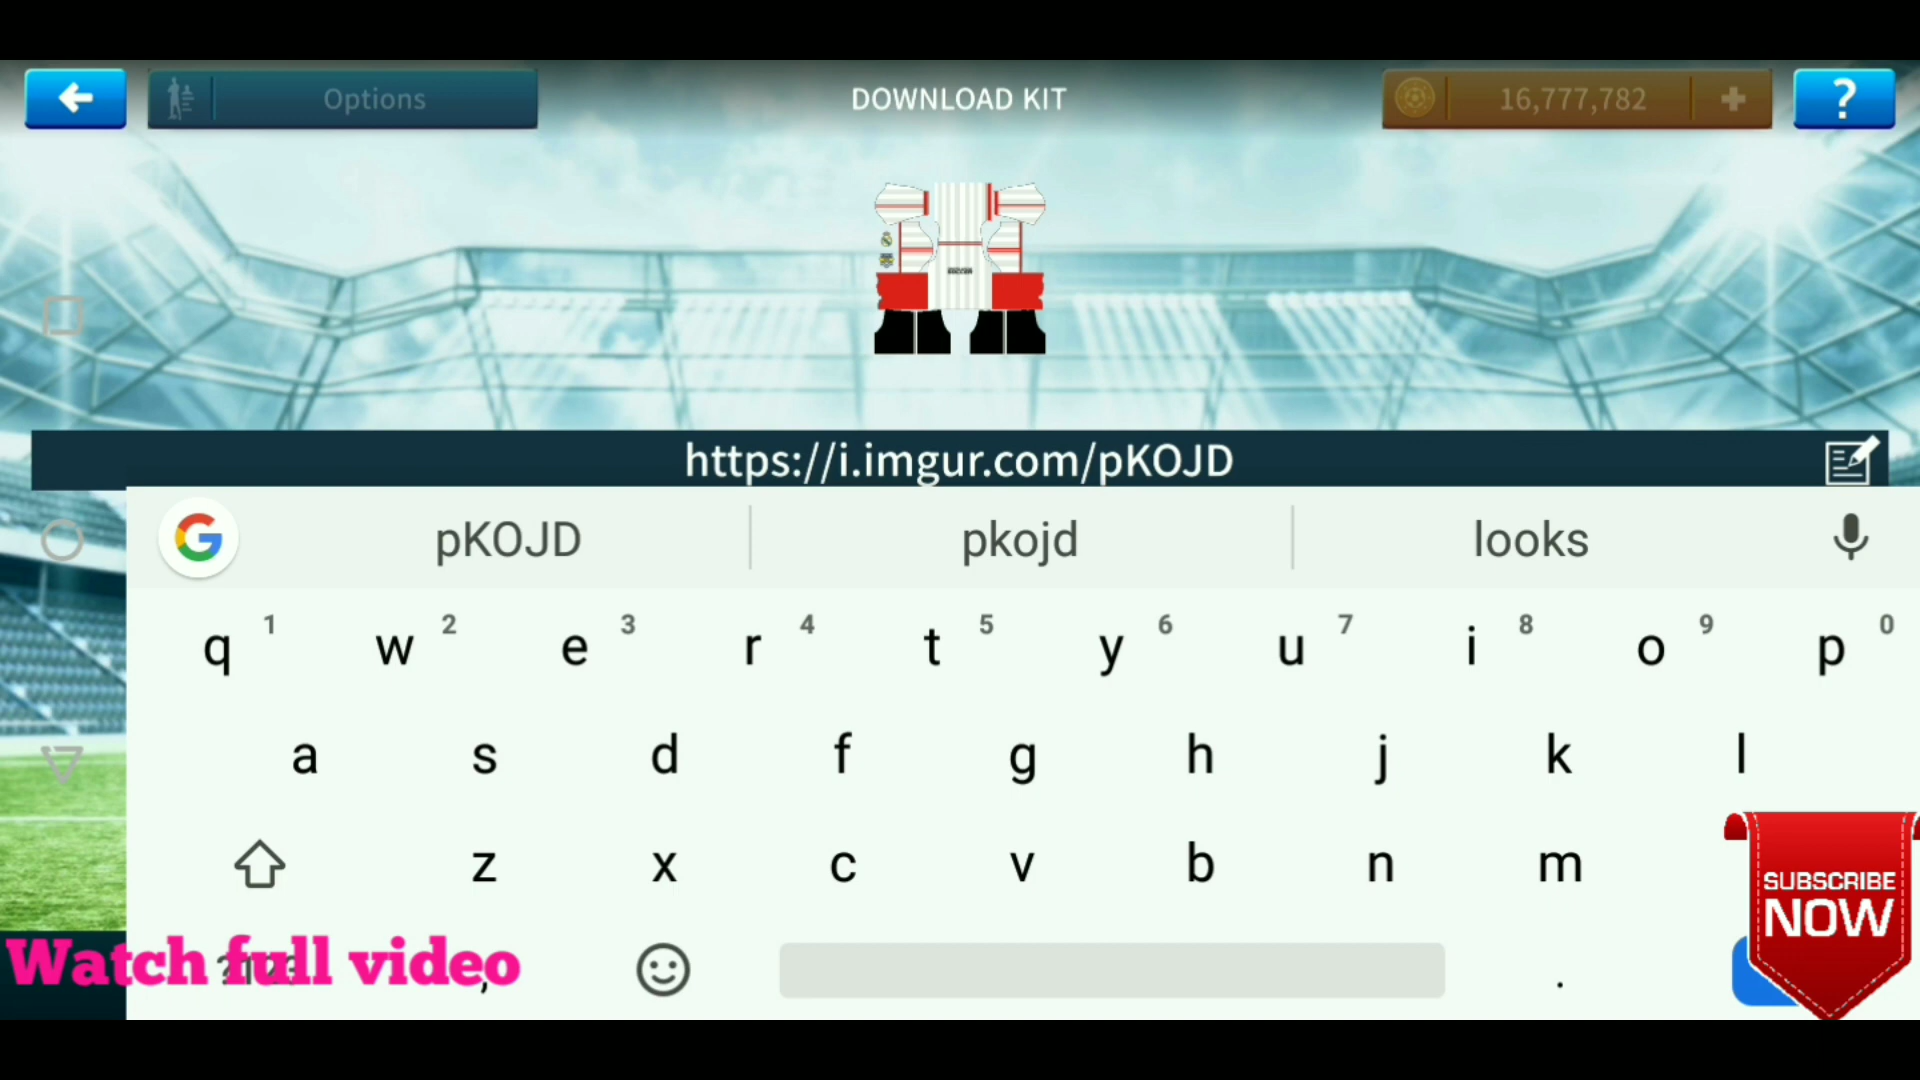 Options
DOWNLOAD KIT
16,777,782
?
https://i.imgur.com/pKOJD
pKOJD
pkojd
looks
q 1 w 2 e 3 r 4 t 5 y 6 u 7 i 8 o 9 p 0
a s d f g h j k l
z x c v b n m
SUBSCRIBE
NOW
Watch full video
?123 , .